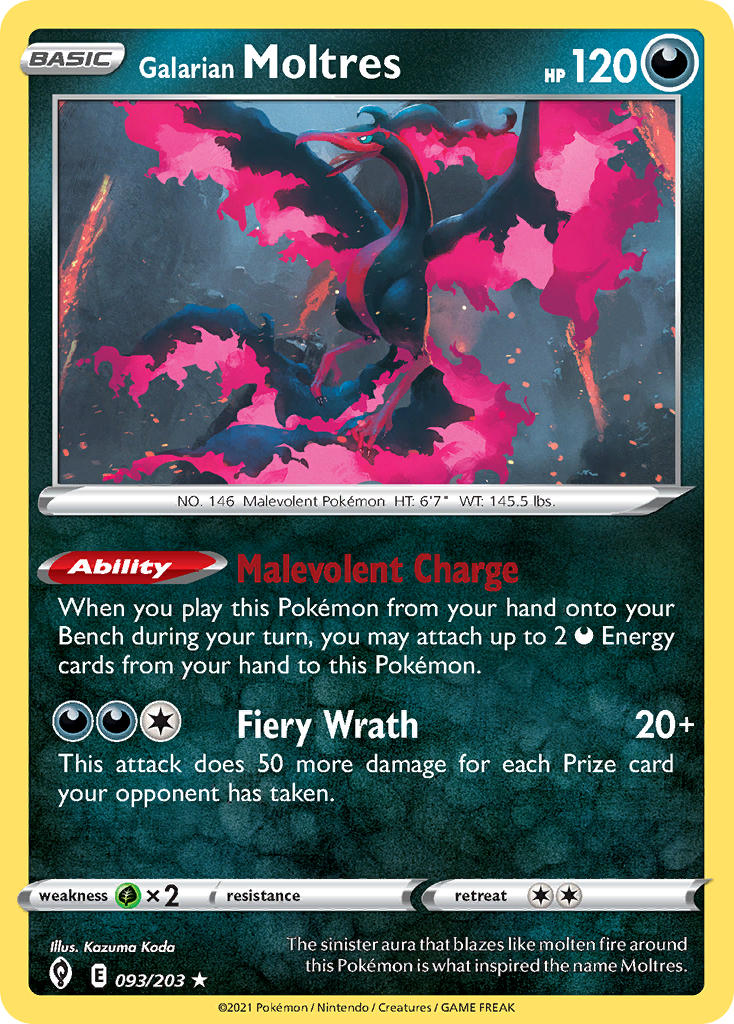 BASIC
Galarian Moltres HP 120
NO. 146 Malevolent Pokémon HT: 6'7" WT: 145.5 lbs.
Ability Malevolent Charge
When you play this Pokémon from your hand onto your
Bench during your turn, you may attach up to 2 Energy
cards from your hand to this Pokémon.
Fiery Wrath 20+
This attack does 50 more damage for each Prize card
your opponent has taken.
weakness ×2 resistance retreat
Illus. Kazuma Koda
The sinister aura that blazes like molten fire around
this Pokémon is what inspired the name Moltres.
E 093/203 ★
©2021 Pokémon / Nintendo / Creatures / GAME FREAK